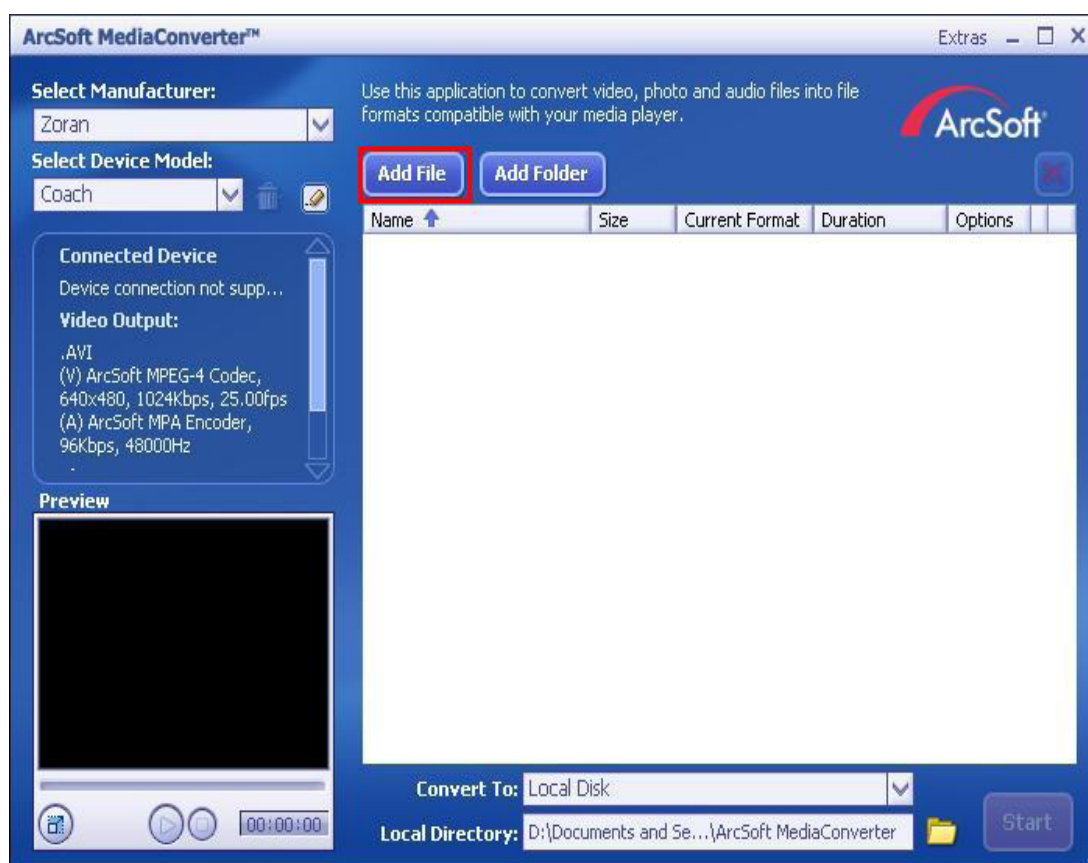 ArcSoft MediaConverter™
Extras
Select Manufacturer:
Zoran
Select Device Model:
Coach
Connected Device
Device connection not supp...
Video Output:
.AVI
(V) ArcSoft MPEG-4 Codec,
640x480, 1024Kbps, 25.00fps
(A) ArcSoft MPA Encoder,
96Kbps, 48000Hz
Preview
00:00:00
Use this application to convert video, photo and audio files into file
formats compatible with your media player.
ArcSoft
Add File
Add Folder
Name Size Current Format Duration Options
Convert To: Local Disk
Local Directory: D:\Documents and Se...\ArcSoft MediaConverter
Start